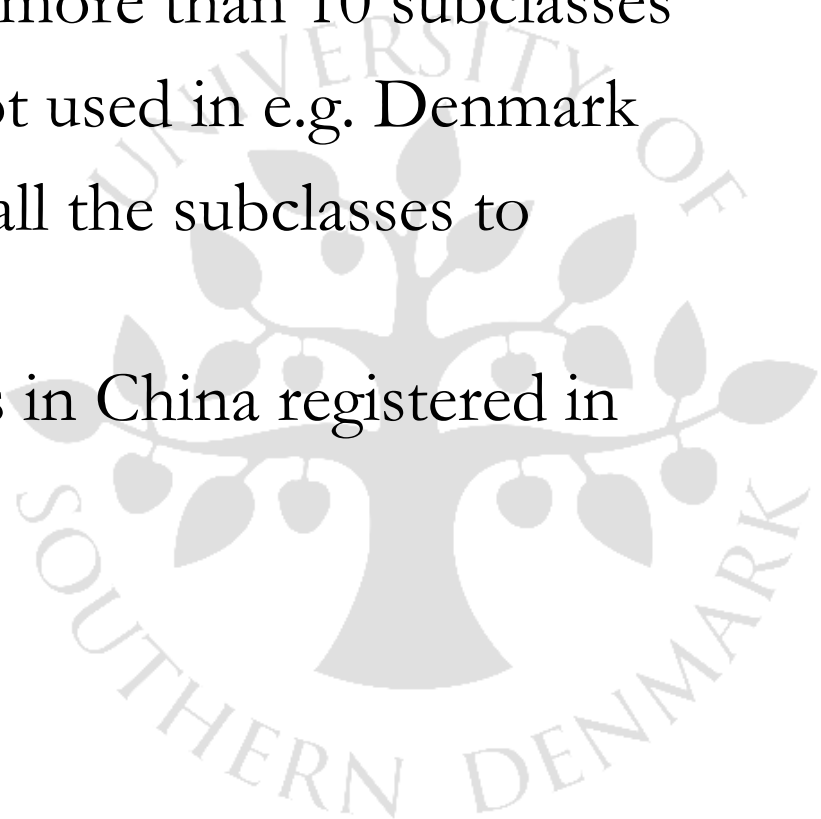 more than 10 subclasses
ot used in e.g. Denmark
all the subclasses to
s in China registered in
UNIVERSITY OF
SOUTHERN DENMARK